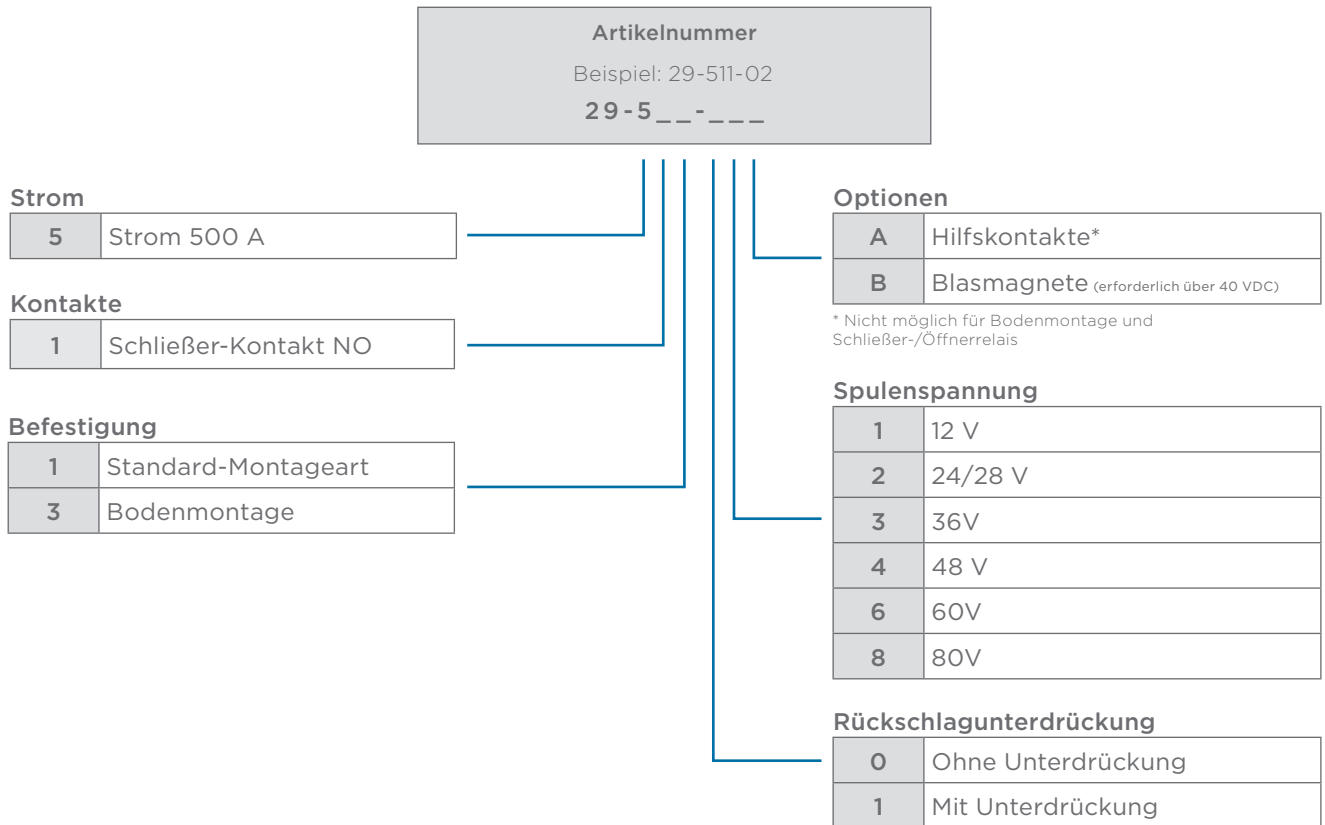 Artikelnummer
Beispiel: 29-511-02
29-5__-___
Strom
5 Strom 500 A
Kontakte
1 Schließer-Kontakt NO
Befestigung
1 Standard-Montageart
3 Bodenmontage
Optionen
A Hilfskontakte*
B Blasmagnete (erforderlich über 40 VDC)
* Nicht möglich für Bodenmontage und
Schließer-/Öffnerrelais
Spulenspannung
1 12 V
2 24/28 V
3 36V
4 48 V
6 60V
8 80V
Rückschlagunterdrückung
0 Ohne Unterdrückung
1 Mit Unterdrückung